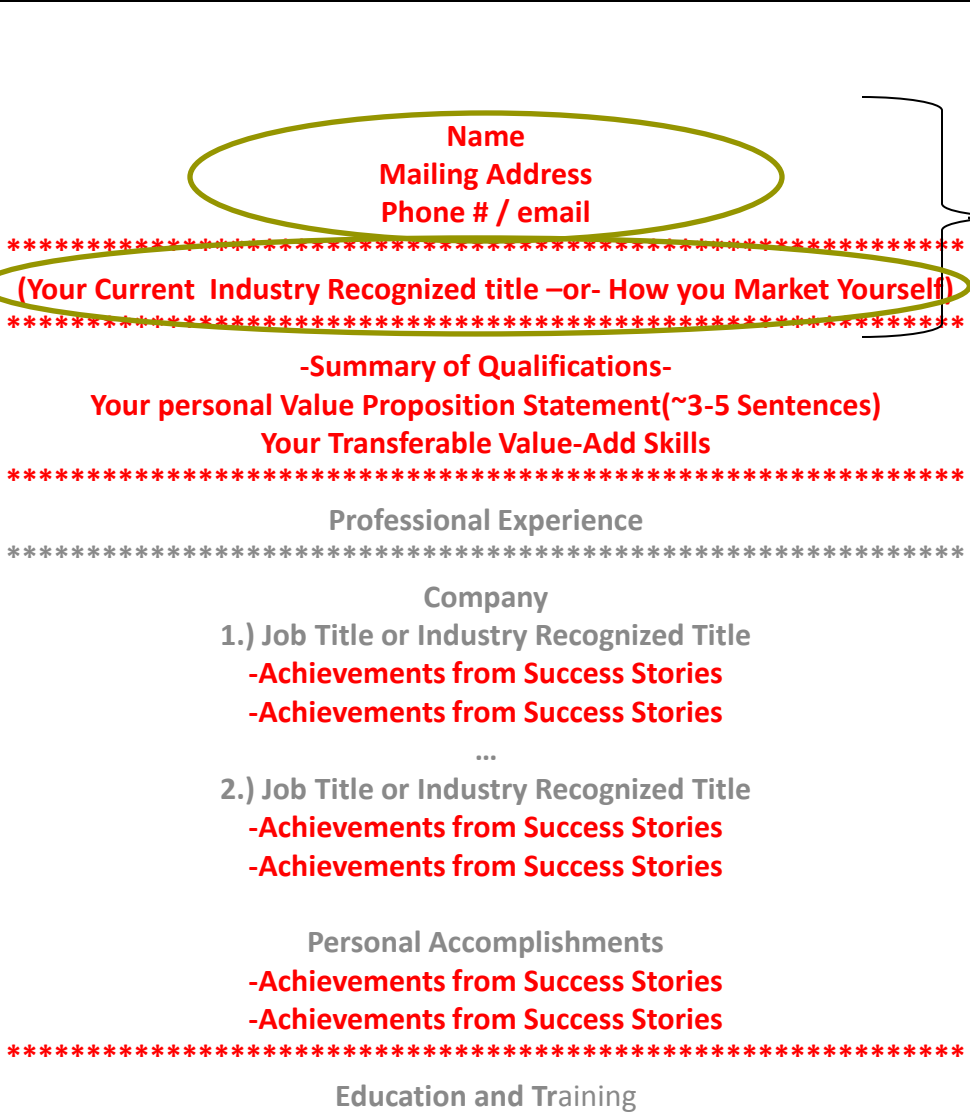 Name
Mailing Address
Phone # / email
************************************************************
(Your Current  Industry Recognized title –or- How you Market Yourself)
************************************************************
-Summary of Qualifications-
Your personal Value Proposition Statement(~3-5 Sentences)
Your Transferable Value-Add Skills
************************************************************
Professional Experience
************************************************************
Company
1.) Job Title or Industry Recognized Title
-Achievements from Success Stories
-Achievements from Success Stories
…
2.) Job Title or Industry Recognized Title
-Achievements from Success Stories
-Achievements from Success Stories
Personal Accomplishments
-Achievements from Success Stories
-Achievements from Success Stories
************************************************************
Education and Training